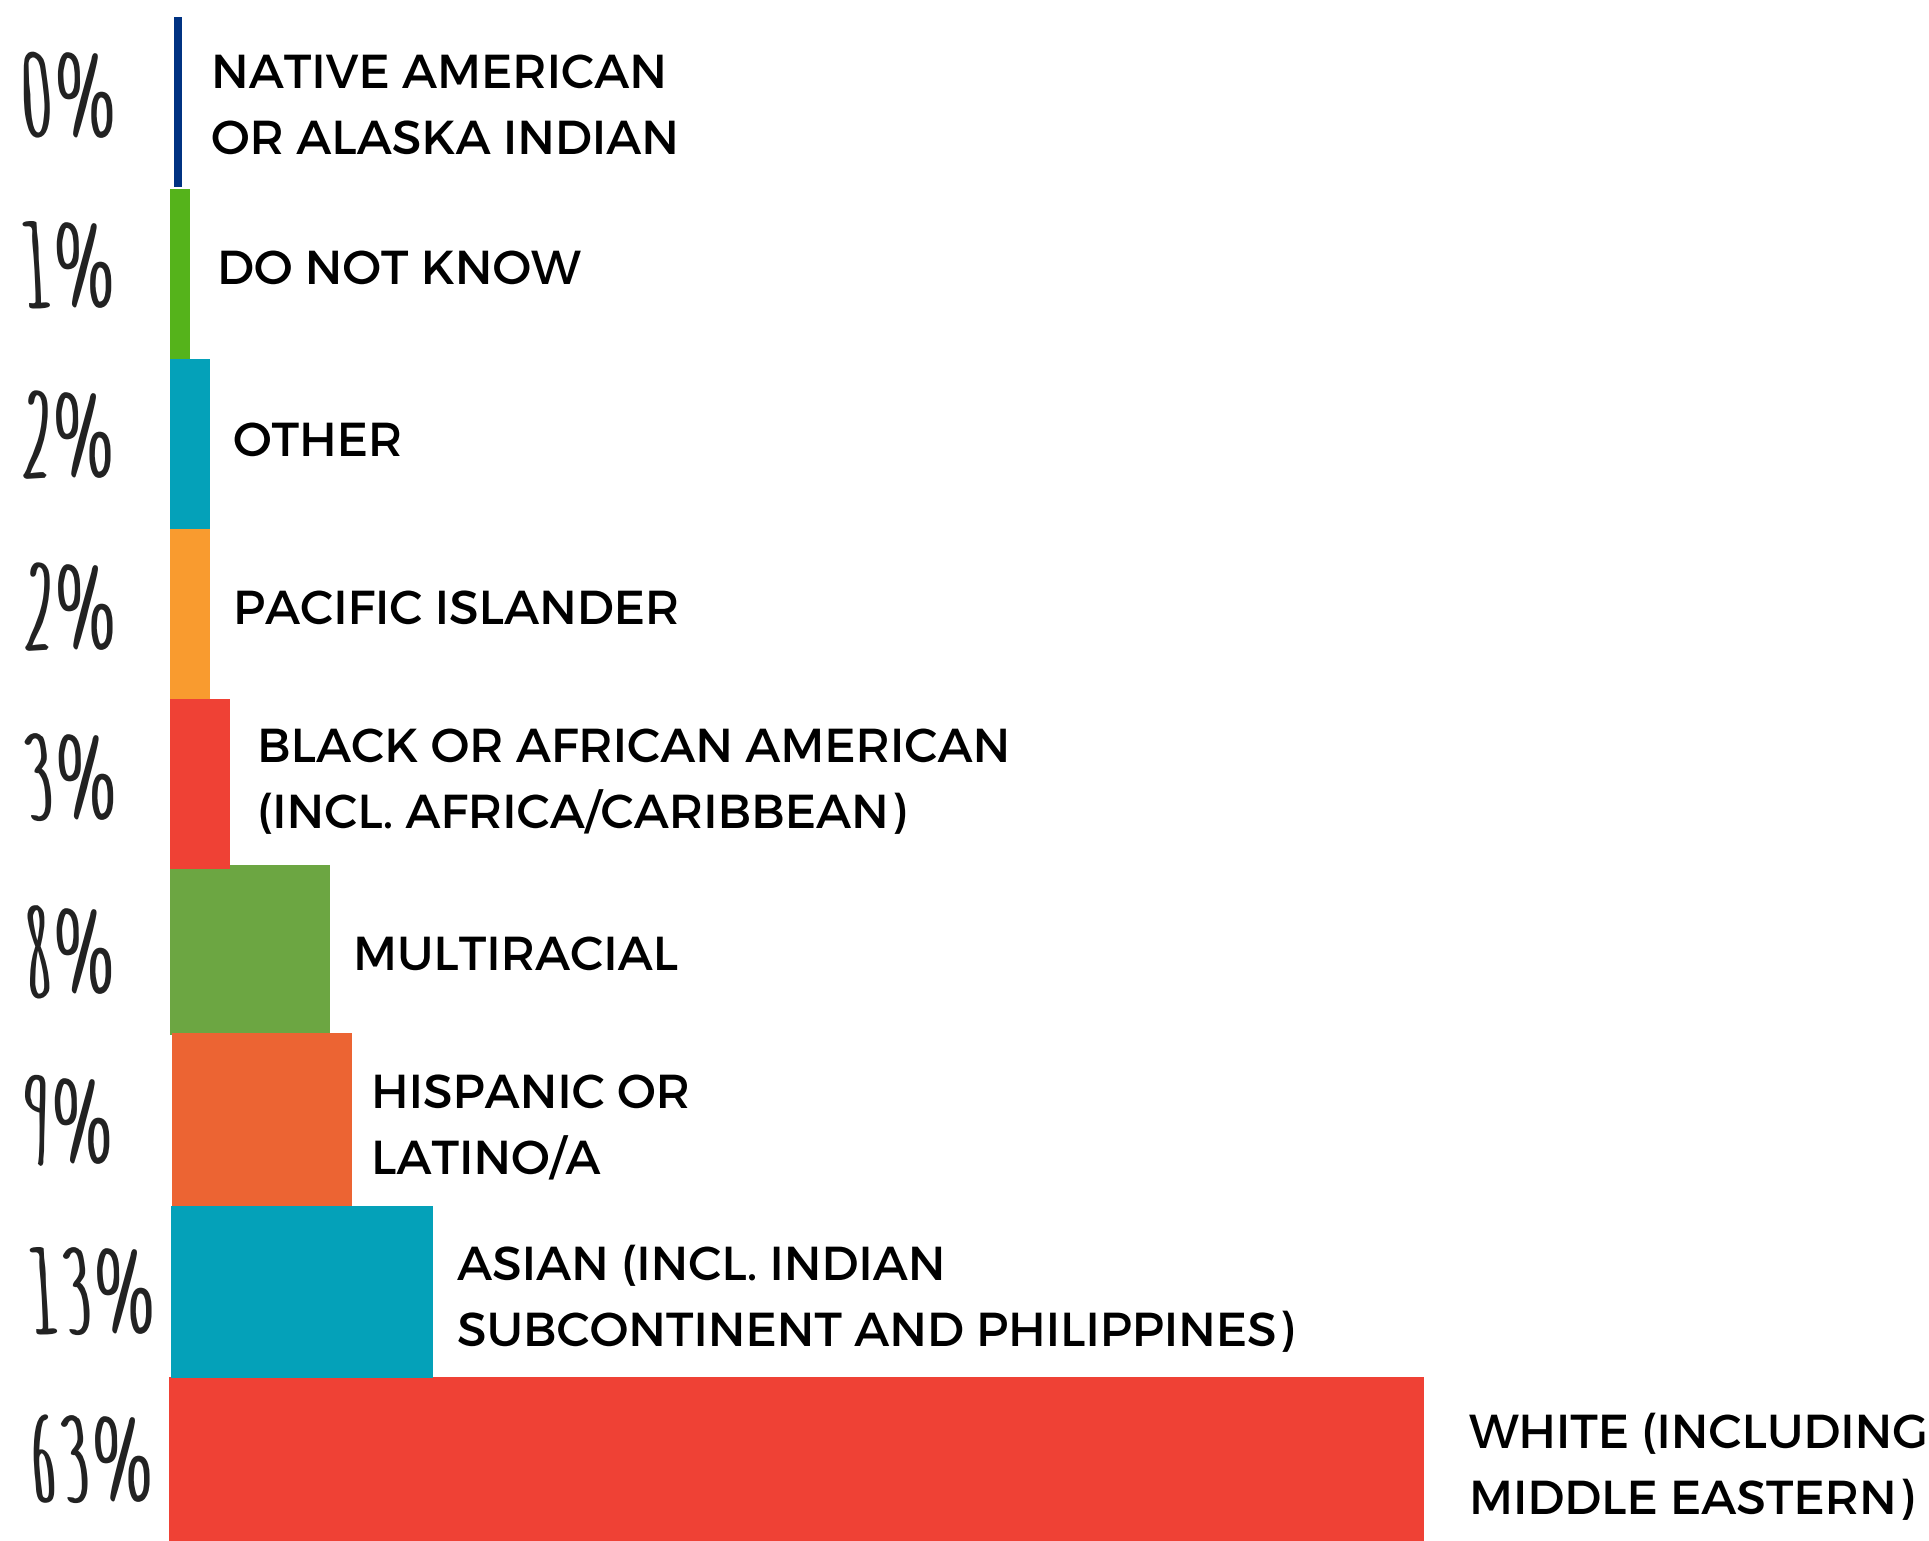 0%
NATIVE AMERICAN
OR ALASKA INDIAN
1%
DO NOT KNOW
2%
OTHER
2%
PACIFIC ISLANDER
3%
BLACK OR AFRICAN AMERICAN
(INCL. AFRICA/CARIBBEAN)
8%
MULTIRACIAL
9%
HISPANIC OR
LATINO/A
13%
ASIAN (INCL. INDIAN
SUBCONTINENT AND PHILIPPINES)
63%
WHITE (INCLUDING
MIDDLE EASTERN)